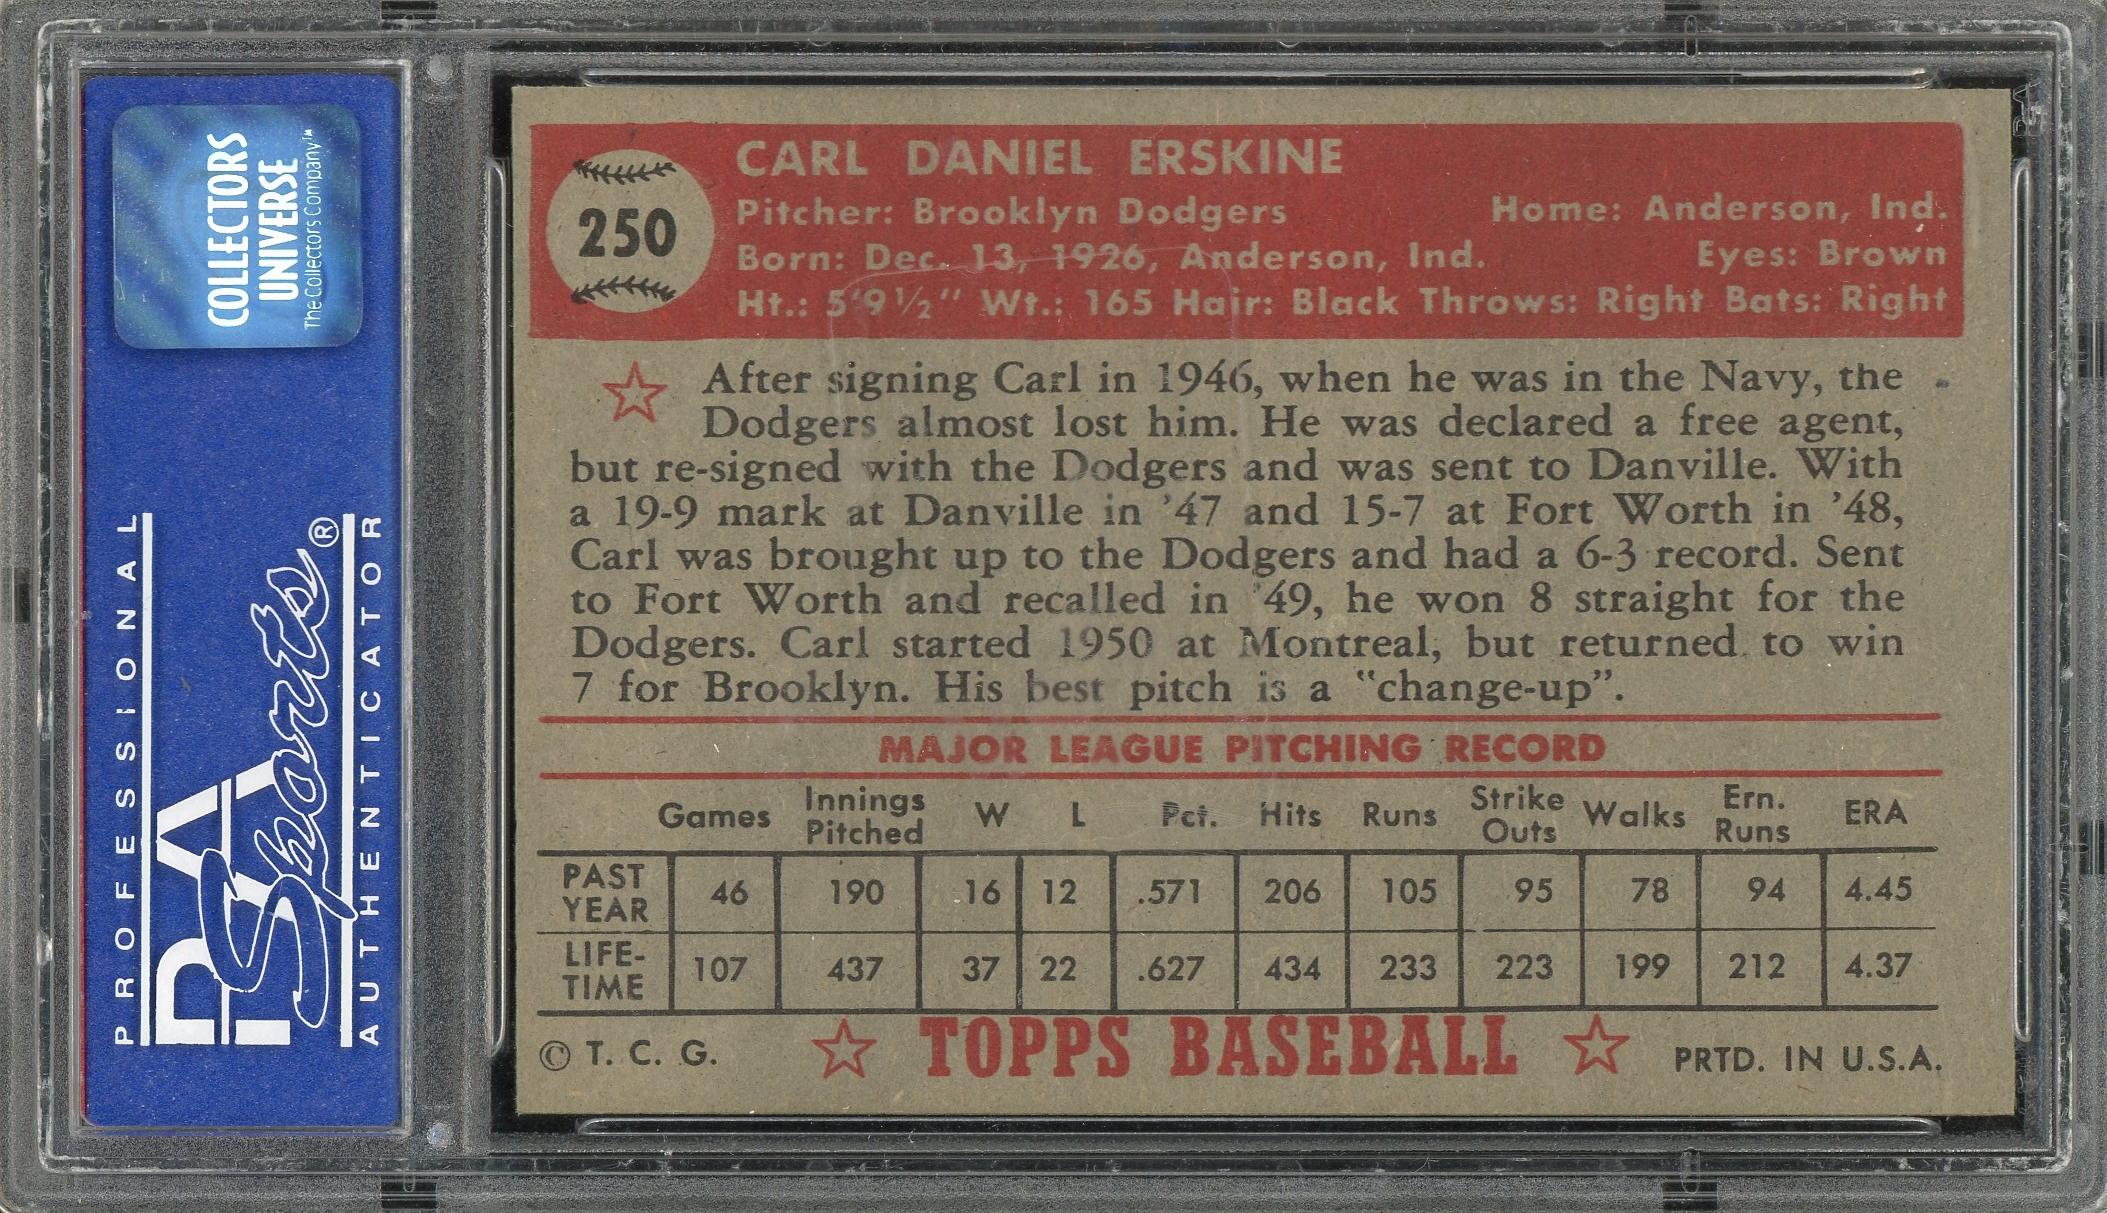 COLLECTORS
UNIVERSE
The Collectors Company™
PROFESSIONAL
PSA
Sports®
AUTHENTICATOR
250
CARL DANIEL ERSKINE
Pitcher: Brooklyn Dodgers Home: Anderson, Ind.
Born: Dec. 13, 1926, Anderson, Ind. Eyes: Brown
Ht.: 5'9½" Wt.: 165 Hair: Black Throws: Right Bats: Right
After signing Carl in 1946, when he was in the Navy, the
Dodgers almost lost him. He was declared a free agent,
but re-signed with the Dodgers and was sent to Danville. With
a 19-9 mark at Danville in '47 and 15-7 at Fort Worth in '48,
Carl was brought up to the Dodgers and had a 6-3 record. Sent
to Fort Worth and recalled in '49, he won 8 straight for the
Dodgers. Carl started 1950 at Montreal, but returned to win
7 for Brooklyn. His best pitch is a "change-up".
MAJOR LEAGUE PITCHING RECORD
Games Innings Pitched W L Pct. Hits Runs Strike Outs Walks Ern. Runs ERA
PAST YEAR 46 190 16 12 .571 206 105 95 78 94 4.45
LIFE-TIME 107 437 37 22 .627 434 233 223 199 212 4.37
© T. C. G. TOPPS BASEBALL PRTD. IN U.S.A.